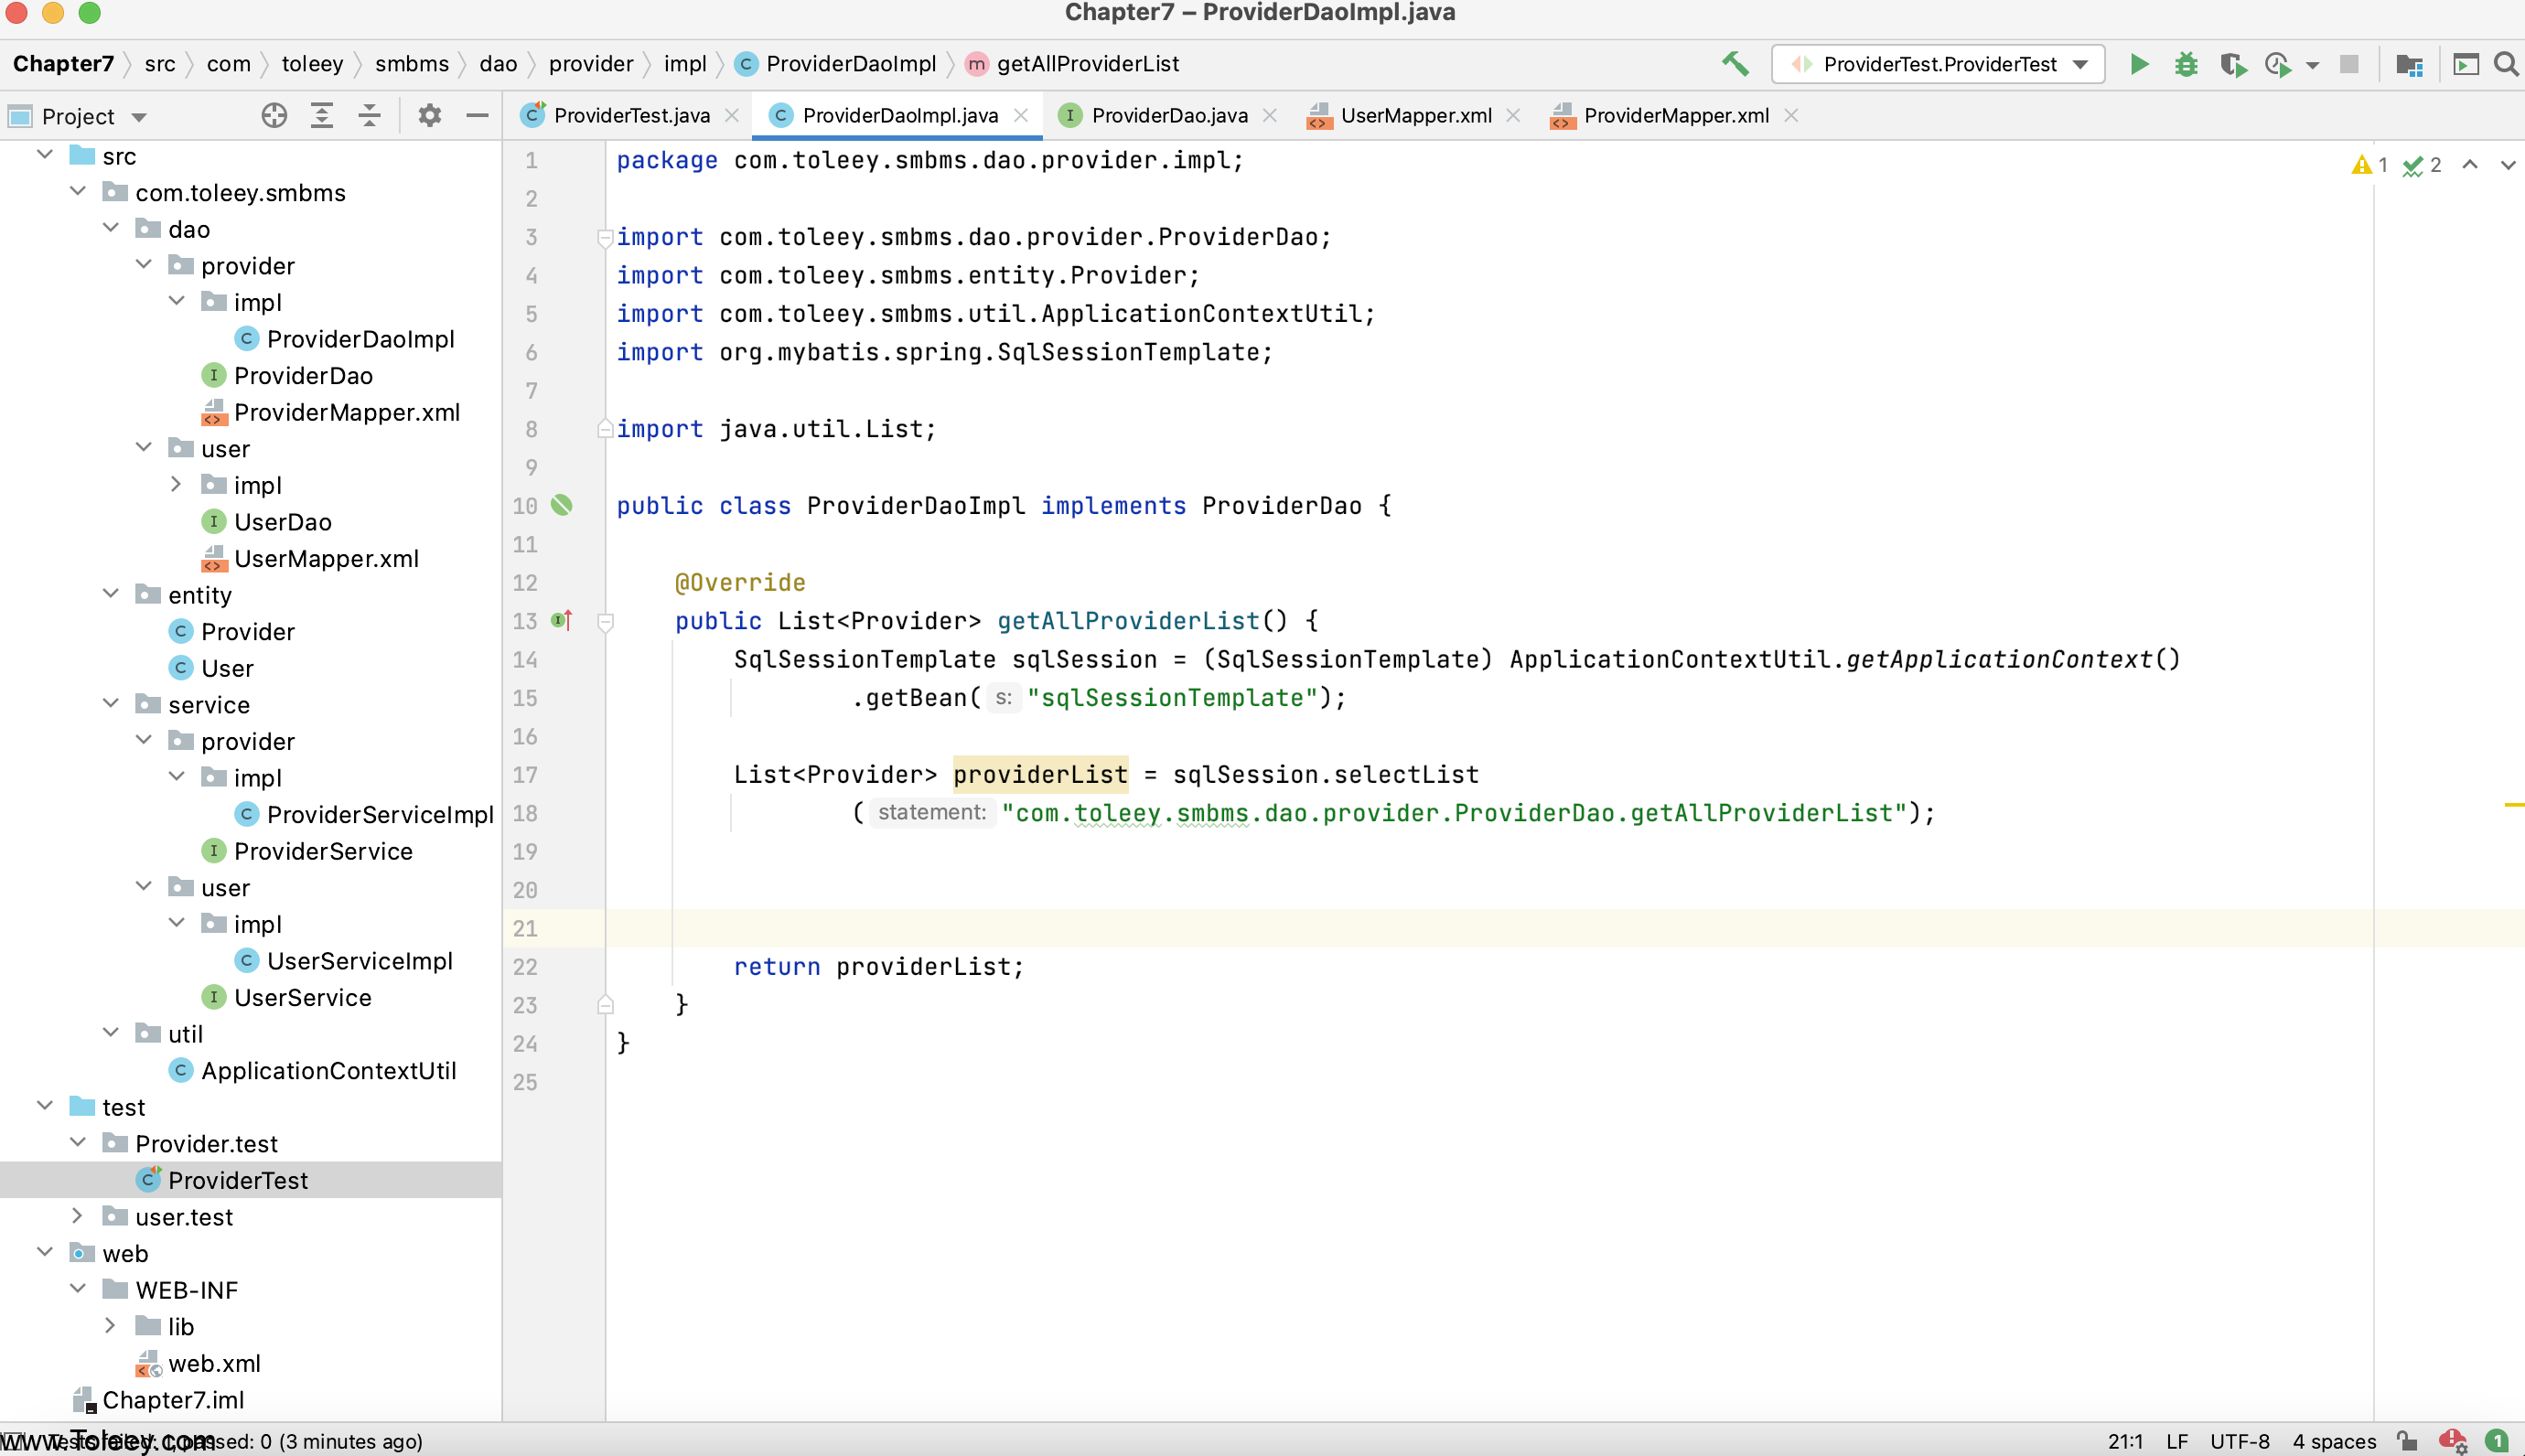 Chapter7 – ProviderDaoImpl.java
Chapter7 src com toleey smbms dao provider impl ProviderDaoImpl getAllProviderList ProviderTest.ProviderTest
Project ProviderTest.java ProviderDaoImpl.java ProviderDao.java UserMapper.xml ProviderMapper.xml
src
com.toleey.smbms
dao
provider
impl
ProviderDaoImpl
ProviderDao
ProviderMapper.xml
user
impl
UserDao
UserMapper.xml
entity
Provider
User
service
provider
impl
ProviderServiceImpl
ProviderService
user
impl
UserServiceImpl
UserService
util
ApplicationContextUtil
test
Provider.test
ProviderTest
user.test
web
WEB-INF
lib
web.xml
Chapter7.iml
1 package com.toleey.smbms.dao.provider.impl;
2
3 import com.toleey.smbms.dao.provider.ProviderDao;
4 import com.toleey.smbms.entity.Provider;
5 import com.toleey.smbms.util.ApplicationContextUtil;
6 import org.mybatis.spring.SqlSessionTemplate;
7
8 import java.util.List;
9
10 public class ProviderDaoImpl implements ProviderDao {
11
12 @Override
13 public List<Provider> getAllProviderList() {
14 SqlSessionTemplate sqlSession = (SqlSessionTemplate) ApplicationContextUtil.getApplicationContext()
15 .getBean( s: "sqlSessionTemplate");
16
17 List<Provider> providerList = sqlSession.selectList
18 ( statement: "com.toleey.smbms.dao.provider.ProviderDao.getAllProviderList");
19
20
21
22 return providerList;
23 }
24 }
25
1 2
www.Toleey.com
Tests failed: 1, passed: 0 (3 minutes ago)
21:1 LF UTF-8 4 spaces 1